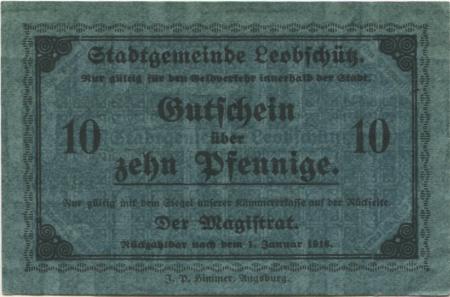 Stadtgemeinde Leobschütz.
Nur gültig für den Geldverkehr innerhalb der Stadt.
Gutschein
10 über 10
zehn Pfennige.
Nur gültig mit dem Siegel unserer Kämmereikasse auf der Rückseite.
Der Magistrat.
Rückzahlbar nach dem 1. Januar 1918.
J. P. Himmer, Augsburg.